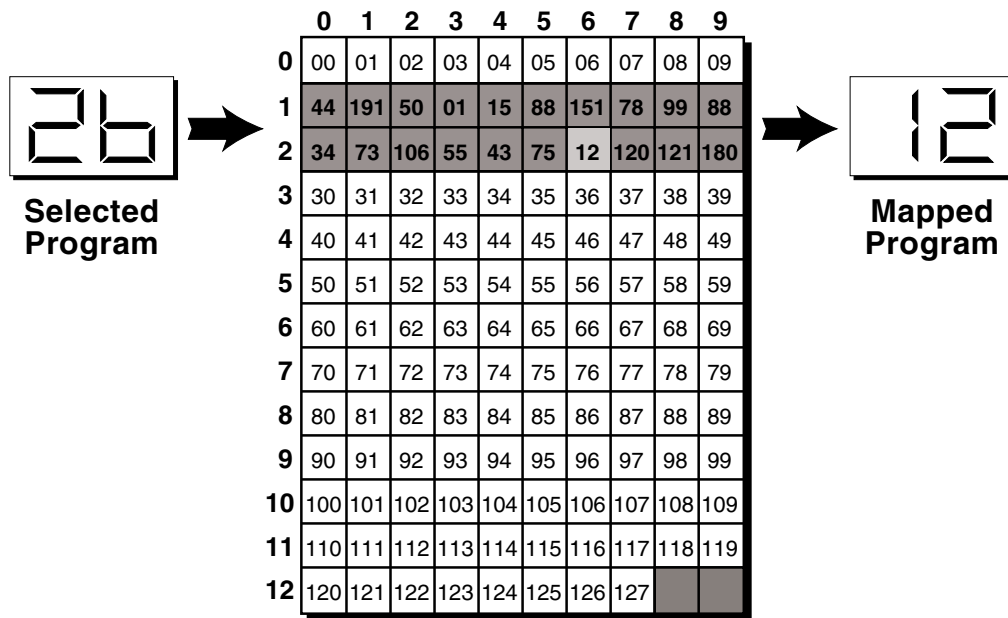 0 1 2 3 4 5 6 7 8 9
0 00 01 02 03 04 05 06 07 08 09
1 44 191 50 01 15 88 151 78 99 88
2 34 73 106 55 43 75 12 120 121 180
3 30 31 32 33 34 35 36 37 38 39
4 40 41 42 43 44 45 46 47 48 49
5 50 51 52 53 54 55 56 57 58 59
6 60 61 62 63 64 65 66 67 68 69
7 70 71 72 73 74 75 76 77 78 79
8 80 81 82 83 84 85 86 87 88 89
9 90 91 92 93 94 95 96 97 98 99
10 100 101 102 103 104 105 106 107 108 109
11 110 111 112 113 114 115 116 117 118 119
12 120 121 122 123 124 125 126 127
26
Selected
Program
12
Mapped
Program